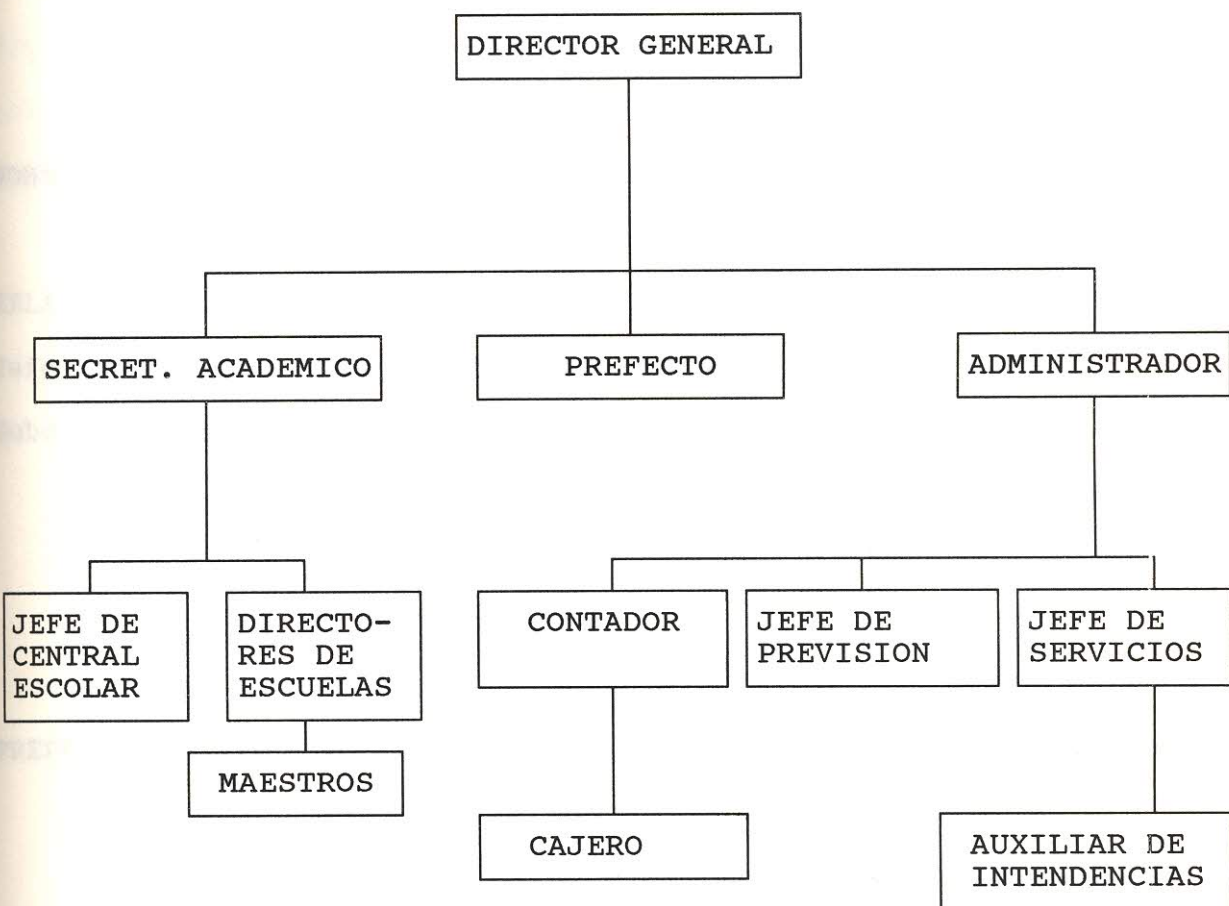 DIRECTOR GENERAL
SECRET. ACADEMICO
PREFECTO
ADMINISTRADOR
JEFE DE
CENTRAL
ESCOLAR
DIRECTO-
RES DE
ESCUELAS
CONTADOR
JEFE DE
PREVISION
JEFE DE
SERVICIOS
MAESTROS
CAJERO
AUXILIAR DE
INTENDENCIAS